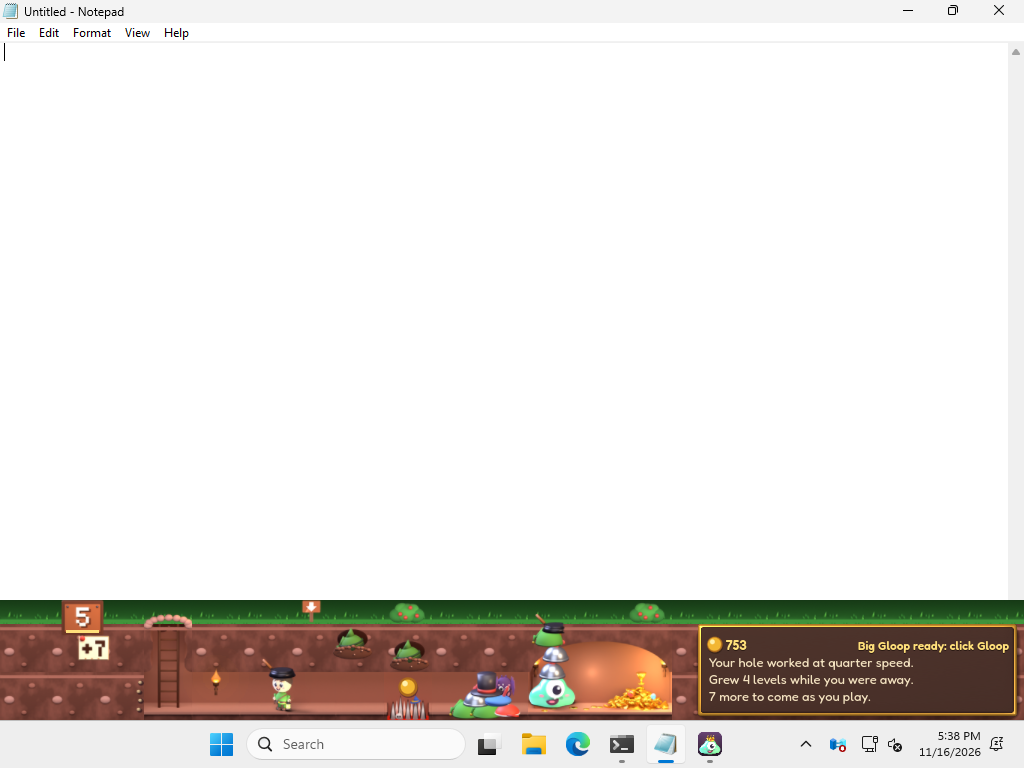 Untitled - Notepad
File Edit Format View Help
5
+7
753
Big Gloop ready: click Gloop
Your hole worked at quarter speed.
Grew 4 levels while you were away.
7 more to come as you play.
Search
5:38 PM
11/16/2026